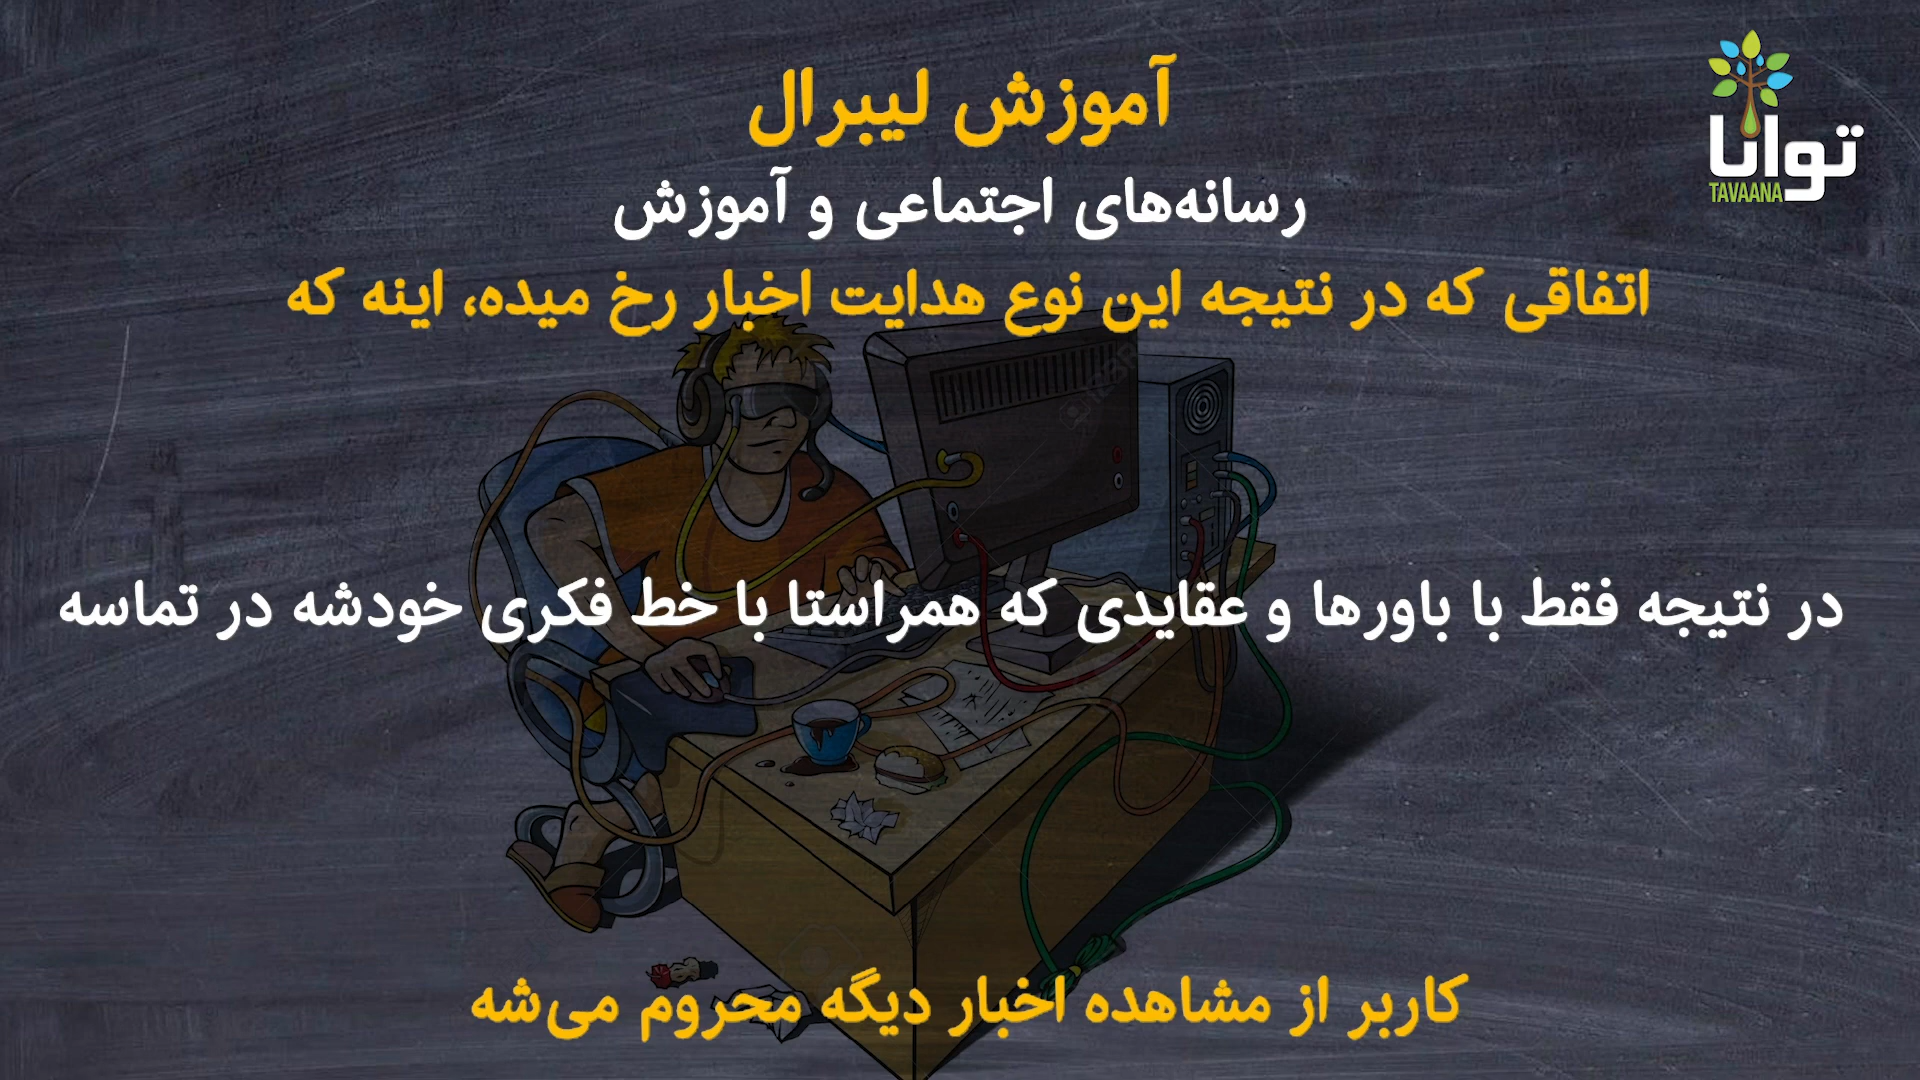 آموزش لیبرال
توانا
TAVAANA
رسانه‌های اجتماعی و آموزش
اتفاقی که در نتیجه این نوع هدایت اخبار رخ میده، اینه که
در نتیجه فقط با باورها و عقایدی که همراستا با خط فکری خودشه در تماسه
کاربر از مشاهده اخبار دیگه محروم می‌شه